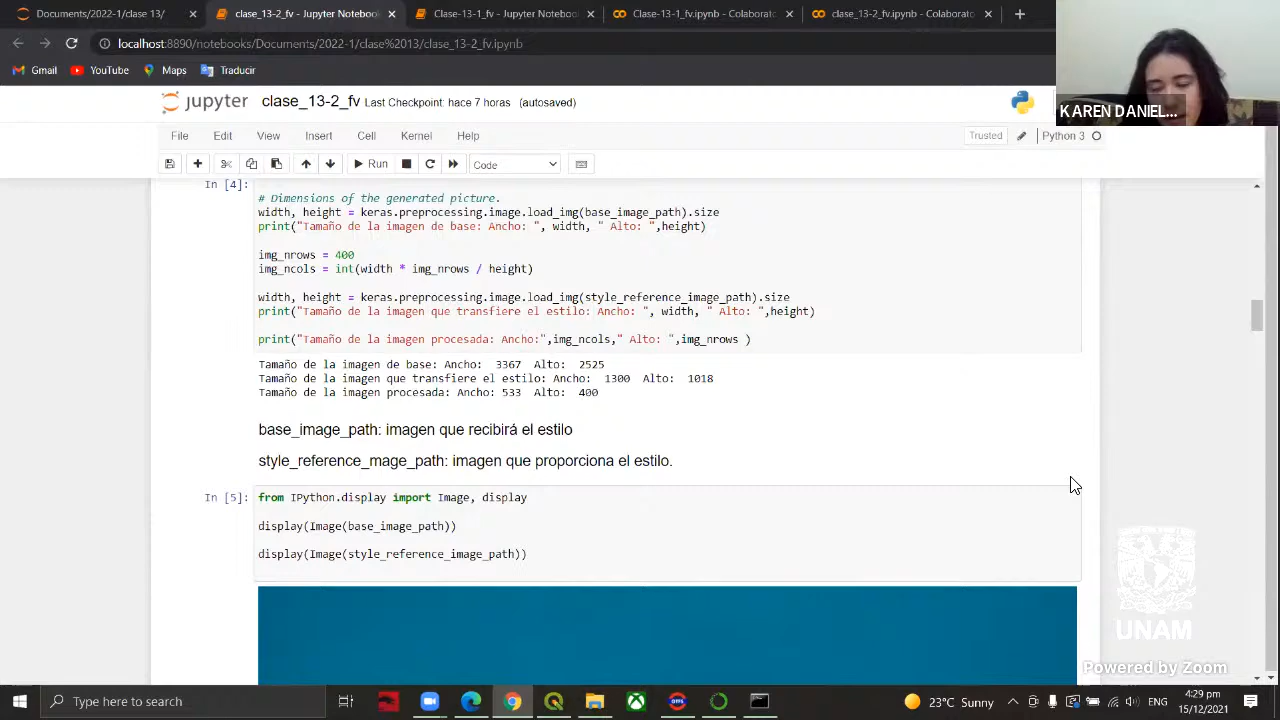 Documents/2022-1/clase 13/
clase_13-2_fv - Jupyter Notebook
Clase_13-1_fv - Jupyter Notebook
Clase_13-1_fv.ipynb - Colaborato
clase_13-2_fv.ipynb - Colaborato
localhost:8890/notebooks/Documents/2022-1/clase%2013/clase_13-2_fv.ipynb
Gmail YouTube Maps Traducir
KAREN DANIEL...
jupyter clase_13-2_fv Last Checkpoint: hace 7 horas (autosaved)
File Edit View Insert Cell Kernel Help
Trusted Python 3
Run Code
In [4]:
# Dimensions of the generated picture.
width, height = keras.preprocessing.image.load_img(base_image_path).size
print("Tamaño de la imagen de base: Ancho: ", width, " Alto: ",height)
img_nrows = 400
img_ncols = int(width * img_nrows / height)
width, height = keras.preprocessing.image.load_img(style_reference_image_path).size
print("Tamaño de la imagen que transfiere el estilo: Ancho: ", width, " Alto: ",height)
print("Tamaño de la imagen procesada: Ancho:",img_ncols," Alto: ",img_nrows )
Tamaño de la imagen de base: Ancho:  3367  Alto:  2525
Tamaño de la imagen que transfiere el estilo: Ancho:  1300  Alto:  1018
Tamaño de la imagen procesada: Ancho: 533  Alto:  400
base_image_path: imagen que recibirá el estilo
style_reference_mage_path: imagen que proporciona el estilo.
In [5]:
from IPython.display import Image, display
display(Image(base_image_path))
display(Image(style_reference_image_path))
UNAM
Powered by Zoom
Type here to search
23°C Sunny
ENG
4:29 pm
15/12/2021